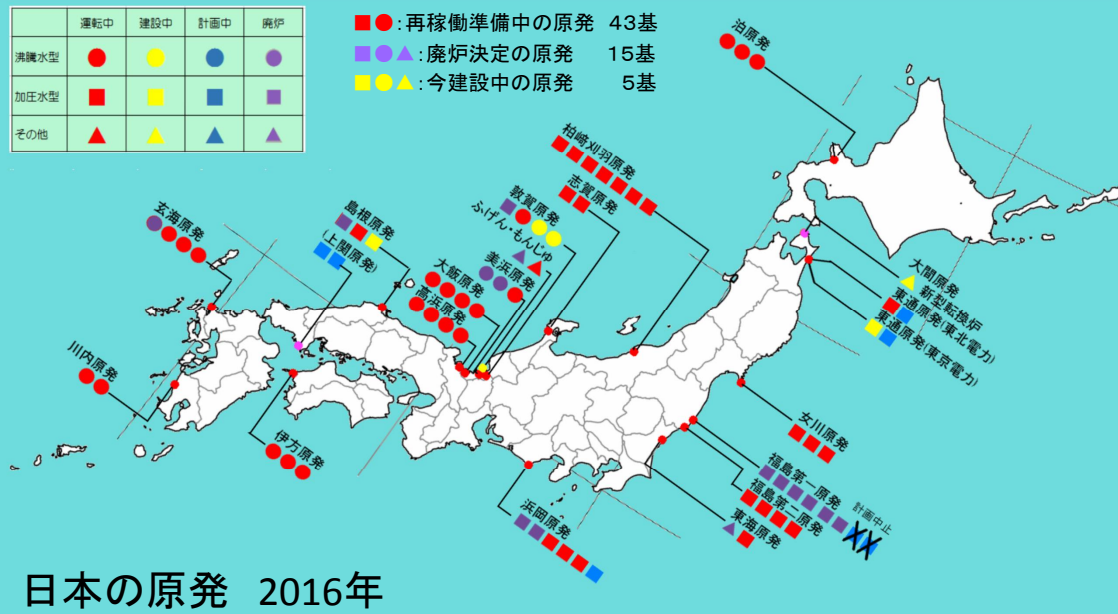 運転中 建設中 計画中 廃炉
沸騰水型
加圧水型
その他
■●:再稼働準備中の原発 43基
■●▲:廃炉決定の原発 15基
■●▲:今建設中の原発 5基
泊原発
柏崎刈羽原発
志賀原発
敦賀原発
ふげん・もんじゅ
美浜原発
大飯原発
高浜原発
島根原発
(上関原発)
玄海原発
川内原発
伊方原発
大間原発
新型転換炉
東通原発(東北電力)
東通原発(東京電力)
女川原発
福島第一原発
計画中止
福島第二原発
東海原発
浜岡原発
日本の原発 2016年